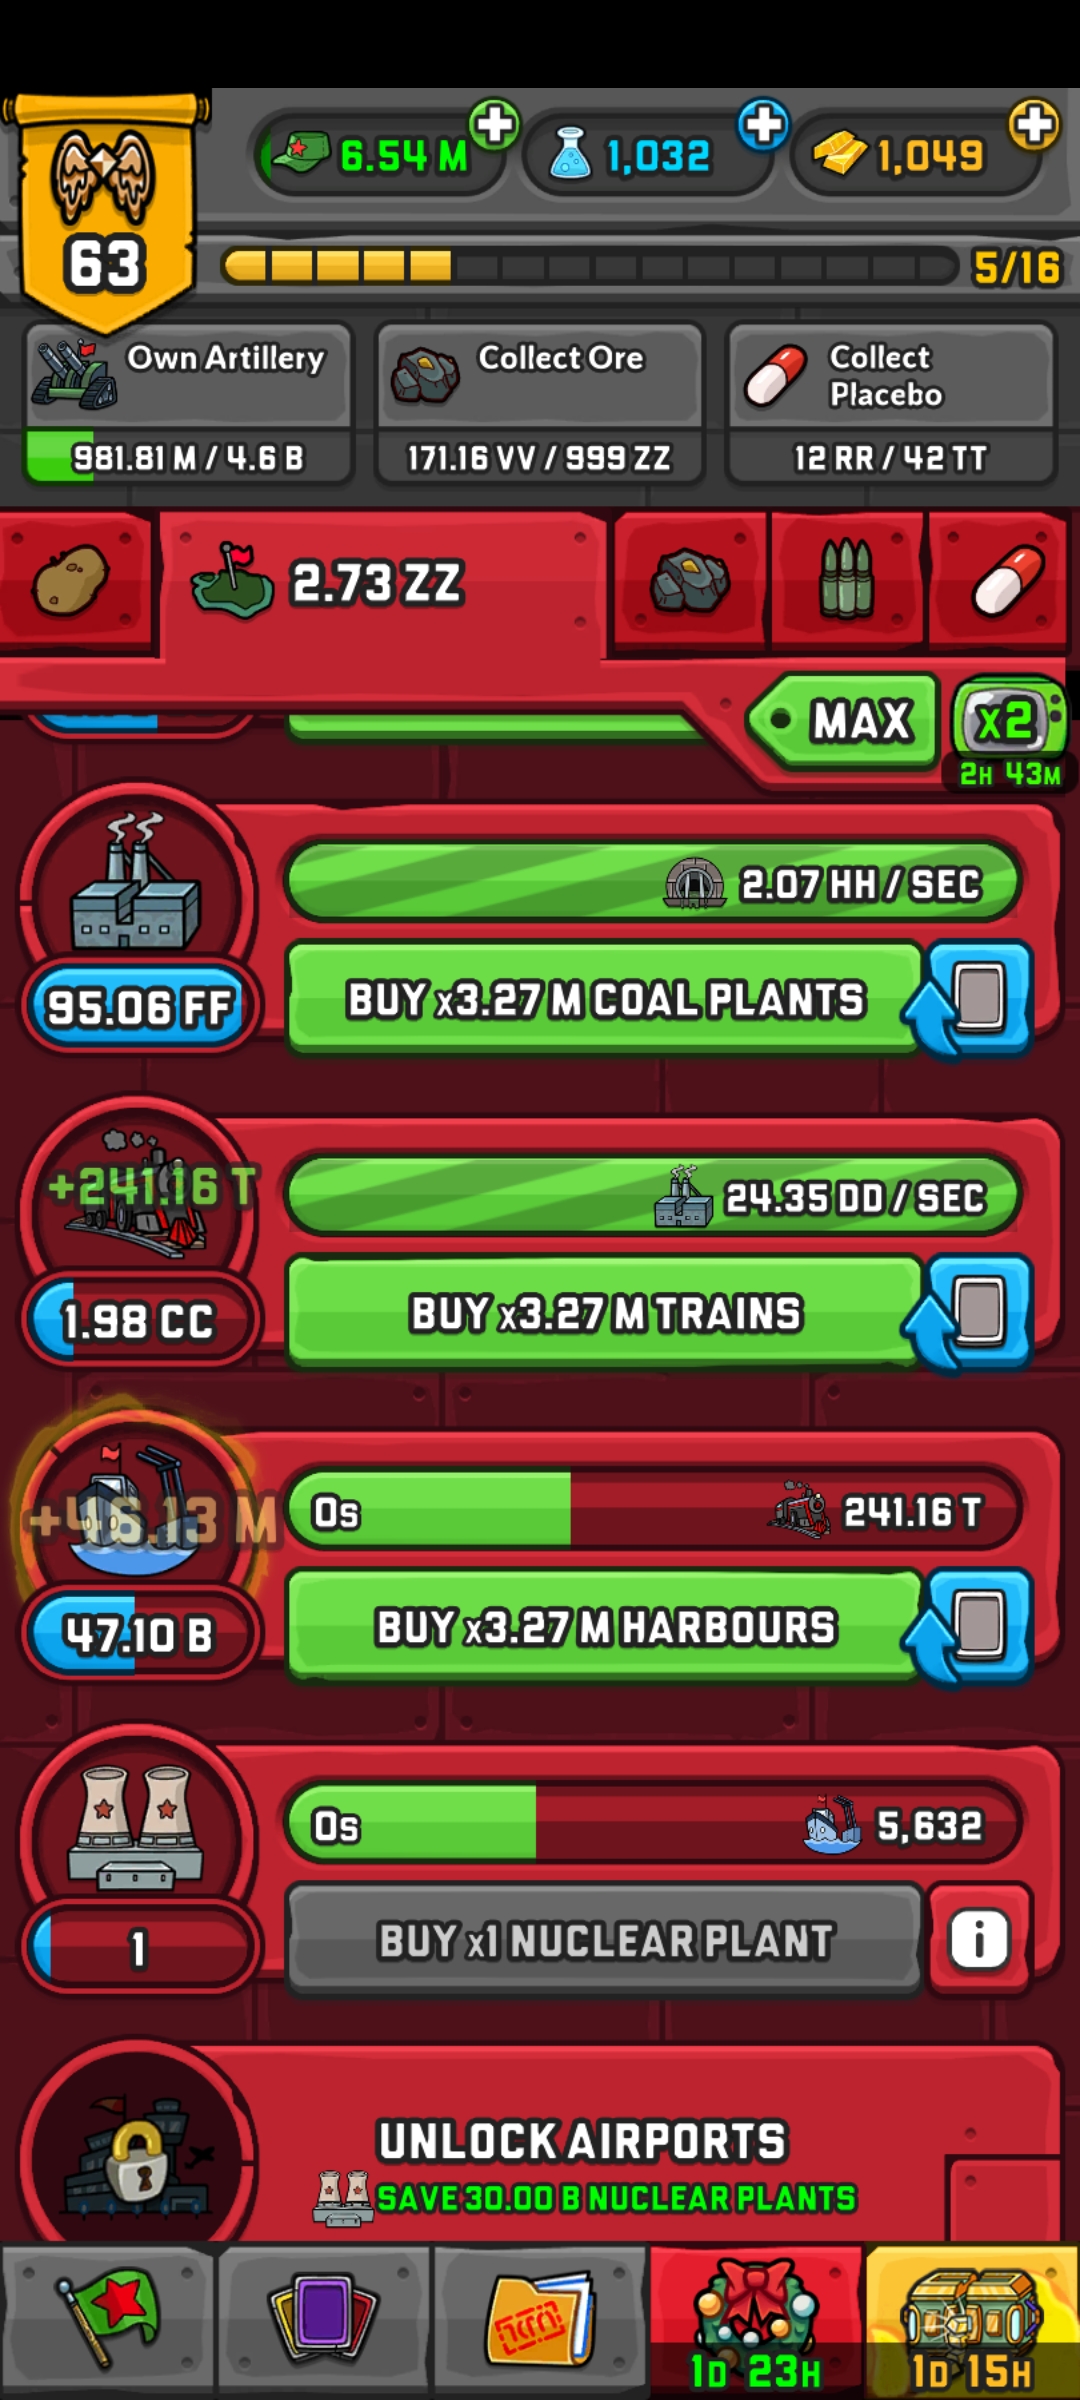 6.54 M
1,032
1,049
63
5/16
Own Artillery
981.81 M / 4.6 B
Collect Ore
171.16 VV / 999 ZZ
Collect
Placebo
12 RR / 42 TT
2.73 ZZ
MAX
x2
2H 43M
2.07 HH / SEC
95.06 FF
BUY x3.27 M COAL PLANTS
+241.16 T
24.35 DD / SEC
1.98 CC
BUY x3.27 M TRAINS
+46.13 M
0s
241.16 T
47.10 B
BUY x3.27 M HARBOURS
0s
5,632
1
BUY x1 NUCLEAR PLANT
i
UNLOCK AIRPORTS
SAVE 30.00 B NUCLEAR PLANTS
1D 23H
1D 15H